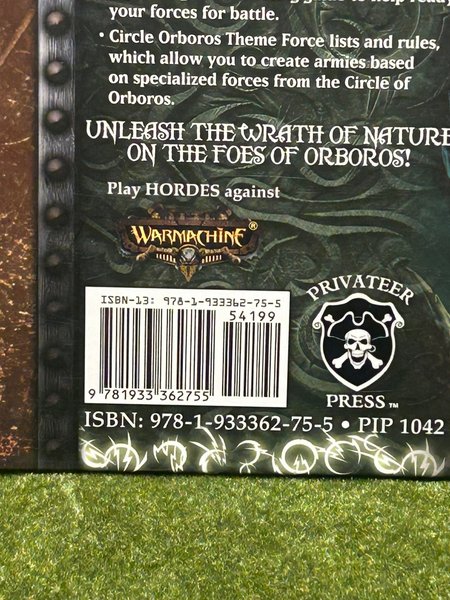 your forces for battle.
• Circle Orboros Theme Force lists and rules,
which allow you to create armies based
on specialized forces from the Circle of
Orboros.
UNLEASH THE WRATH OF NATURE
ON THE FOES OF ORBOROS!
Play HORDES against
WARMACHINE®
ISBN-13: 978-1-933362-75-5
54199
9 781933 362755
PRIVATEER
PRESS™
ISBN: 978-1-933362-75-5 • PIP 1042